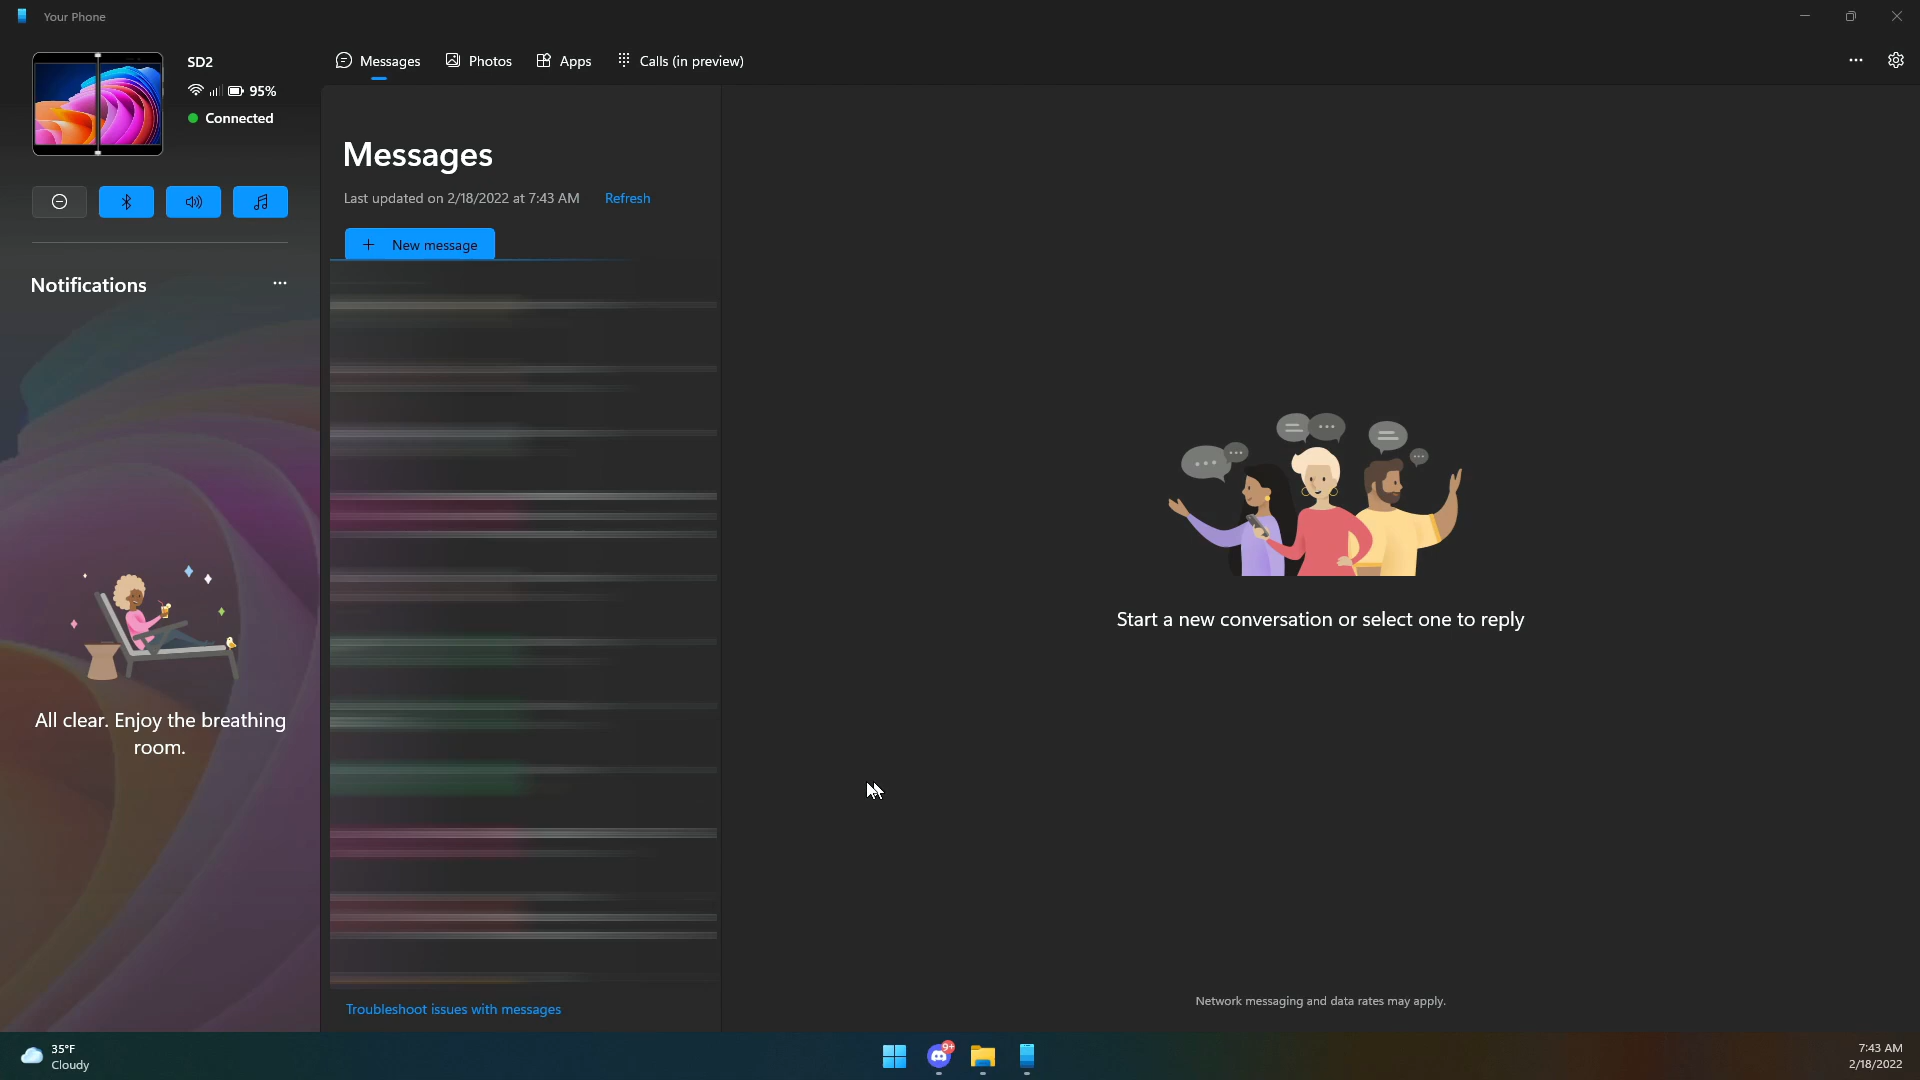 Your Phone
SD2
95%
Connected
Messages
Photos
Apps
Calls (in preview)
Messages
Last updated on 2/18/2022 at 7:43 AM
Refresh
New message
Notifications
All clear. Enjoy the breathing
room.
Start a new conversation or select one to reply
Network messaging and data rates may apply.
Troubleshoot issues with messages
35°F
Cloudy
9+
7:43 AM
2/18/2022